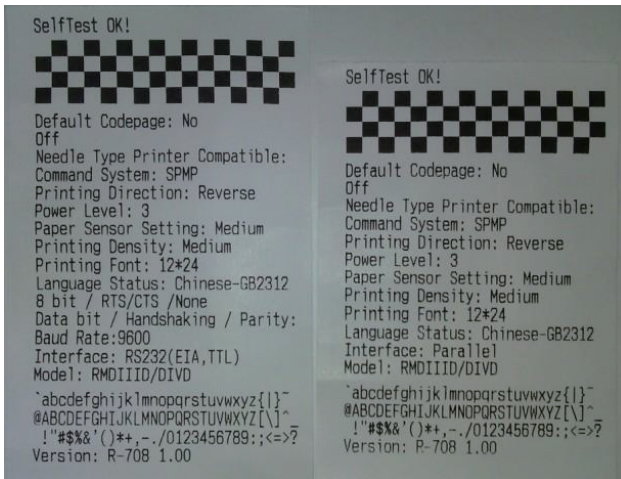 SelfTest OK!
Default Codepage: No
Off
Needle Type Printer Compatible:
Command System: SPMP
Printing Direction: Reverse
Power Level: 3
Paper Sensor Setting: Medium
Printing Density: Medium
Printing Font: 12*24
Language Status: Chinese-GB2312
8 bit / RTS/CTS /None
Data bit / Handshaking / Parity:
Baud Rate:9600
Interface: RS232(EIA,TTL)
Model: RMDIIID/DIVD
`abcdefghijklmnopqrstuvwxyz{|}~
@ABCDEFGHIJKLMNOPQRSTUVWXYZ[\]^_
!"#$%&'()*+,-./0123456789:;<=>?
Version: R-708 1.00
SelfTest OK!
Default Codepage: No
Off
Needle Type Printer Compatible:
Command System: SPMP
Printing Direction: Reverse
Power Level: 3
Paper Sensor Setting: Medium
Printing Density: Medium
Printing Font: 12*24
Language Status: Chinese-GB2312
Interface: Parallel
Model: RMDIIID/DIVD
`abcdefghijklmnopqrstuvwxyz{|}~
@ABCDEFGHIJKLMNOPQRSTUVWXYZ[\]^_
!"#$%&'()*+,-./0123456789:;<=>?
Version: R-708 1.00